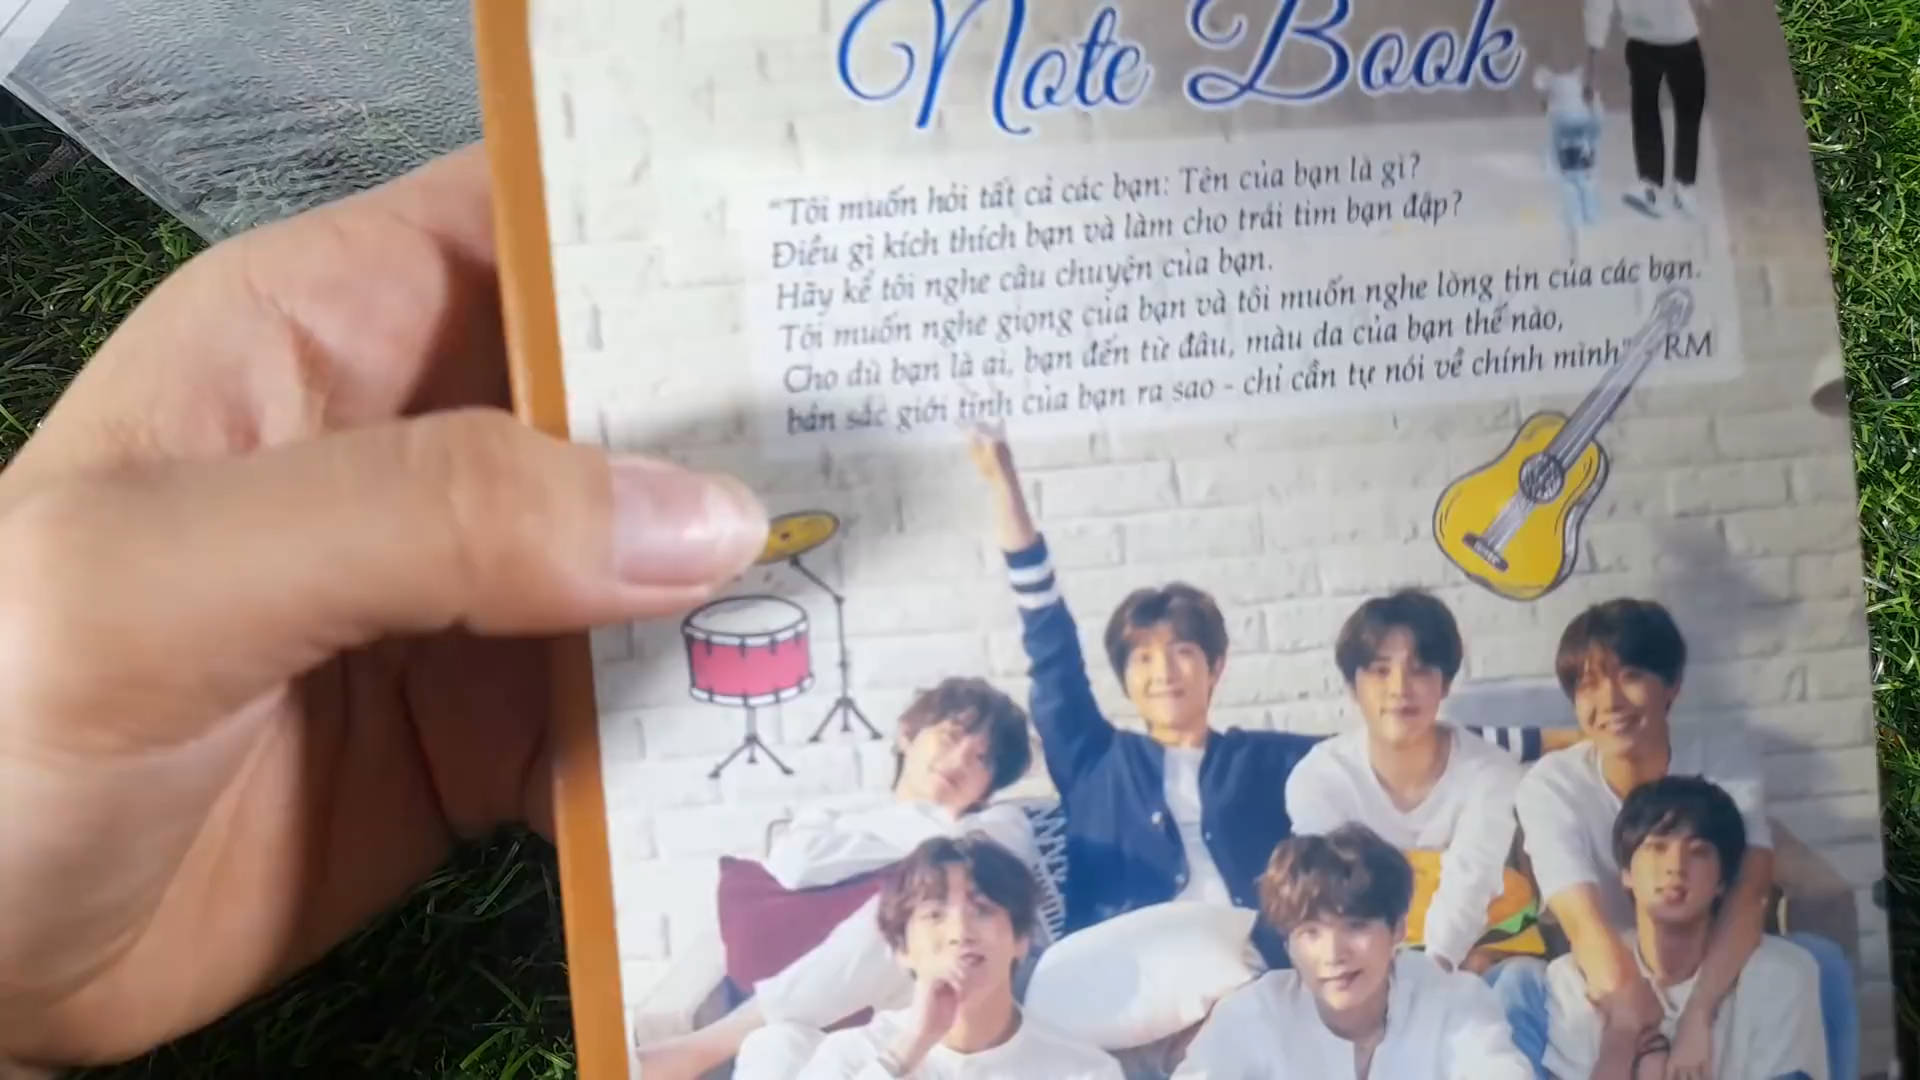 Note Book
"Tôi muốn hỏi tất cả các bạn: Tên của bạn là gì?
Điều gì kích thích bạn và làm cho trái tim bạn đập?
Hãy kể tôi nghe câu chuyện của bạn.
Tôi muốn nghe giọng của bạn và tôi muốn nghe lòng tin của các bạn.
Cho dù bạn là ai, bạn đến từ đâu, màu da của bạn thế nào,
bản sắc giới tính của bạn ra sao - chỉ cần tự nói về chính mình" - RM